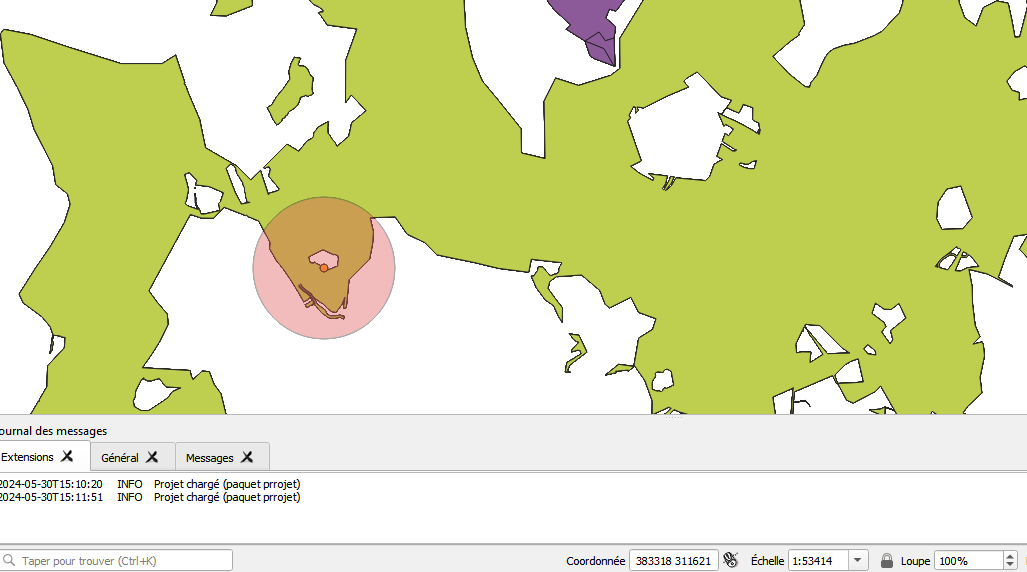 ournal des messages
Extensions
Général
Messages
2024-05-30T15:10:20 INFO Projet chargé (paquet prrojet)
2024-05-30T15:11:51 INFO Projet chargé (paquet prrojet)
Taper pour trouver (Ctrl+K) Coordonnée 383318 311621 Échelle 1:53414 Loupe 100%